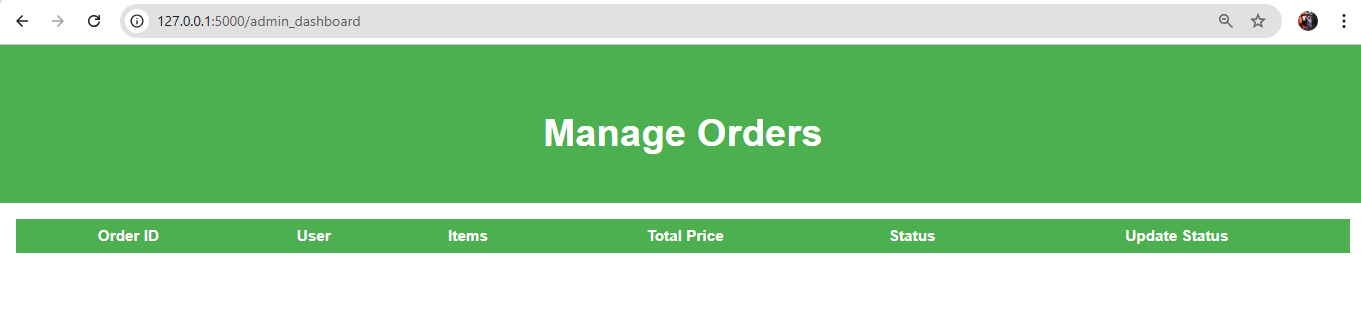 127.0.0.1:5000/admin_dashboard
Manage Orders
Order ID User Items Total Price Status Update Status